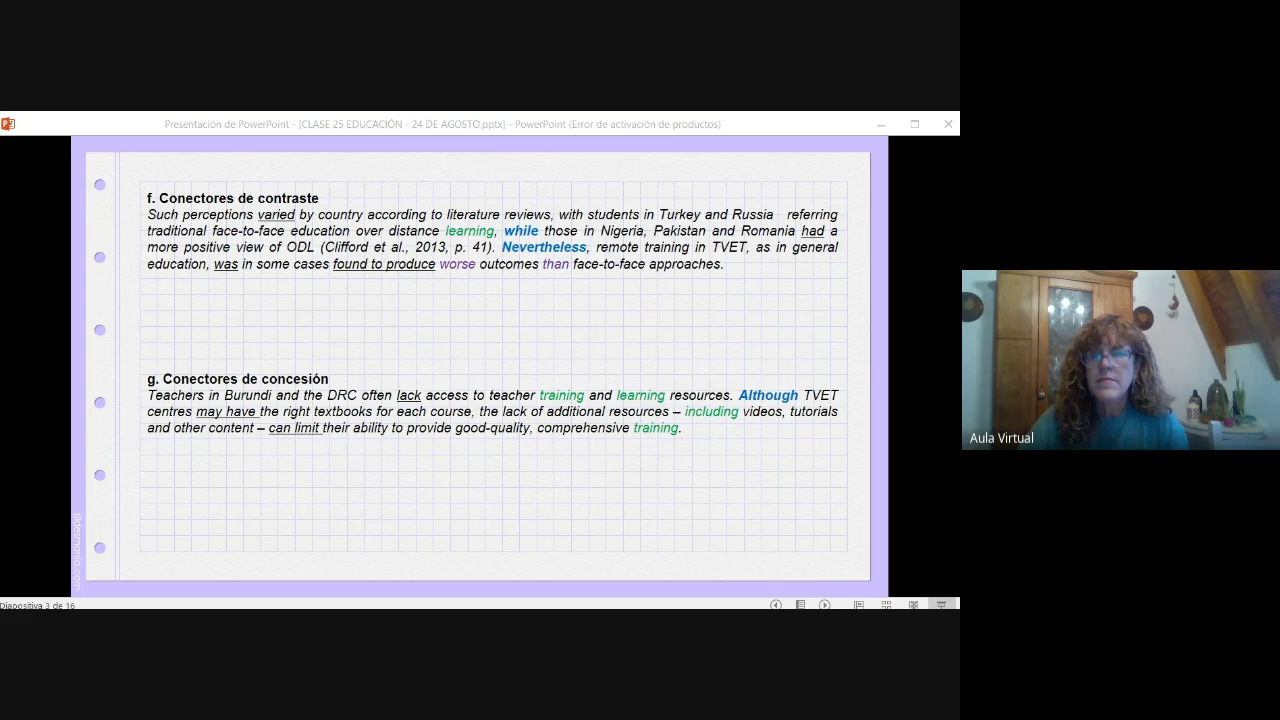 Presentación de PowerPoint - [CLASE 25 EDUCACIÓN - 24 DE AGOSTO.pptx] - PowerPoint (Error de activación de productos)
f. Conectores de contraste
Such perceptions varied by country according to literature reviews, with students in Turkey and Russia referring
traditional face-to-face education over distance learning, while those in Nigeria, Pakistan and Romania had a
more positive view of ODL (Clifford et al., 2013, p. 41). Nevertheless, remote training in TVET, as in general
education, was in some cases found to produce worse outcomes than face-to-face approaches.
g. Conectores de concesión
Teachers in Burundi and the DRC often lack access to teacher training and learning resources. Although TVET
centres may have the right textbooks for each course, the lack of additional resources – including videos, tutorials
and other content – can limit their ability to provide good-quality, comprehensive training.
slidesmania.com
Diapositiva 3 de 16
Aula Virtual